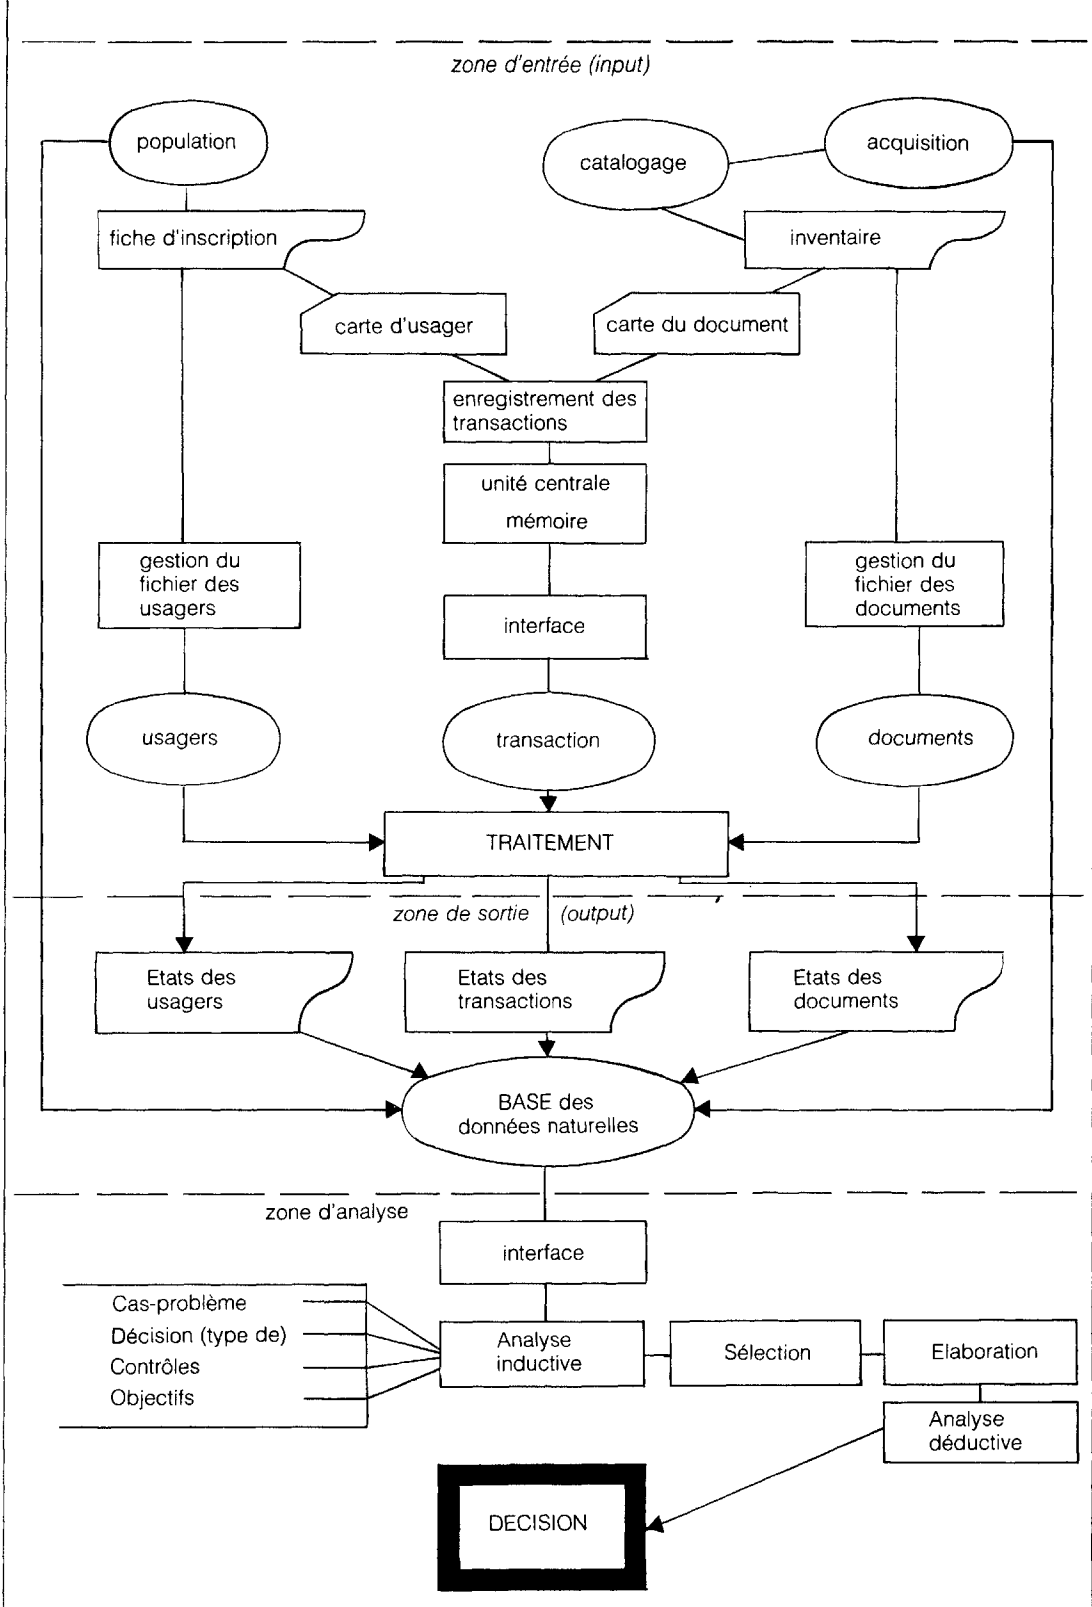 zone d'entrée (input)
population
catalogage
acquisition
fiche d'inscription
inventaire
carte d'usager
carte du document
enregistrement des
transactions
unité centrale
mémoire
gestion du
fichier des
usagers
interface
gestion du
fichier des
documents
usagers
transaction
documents
TRAITEMENT
zone de sortie (output)
Etats des
usagers
Etats des
transactions
Etats des
documents
BASE des
données naturelles
zone d'analyse
interface
Cas-problème
Décision (type de)
Contrôles
Objectifs
Analyse
inductive
Sélection
Elaboration
Analyse
déductive
DECISION